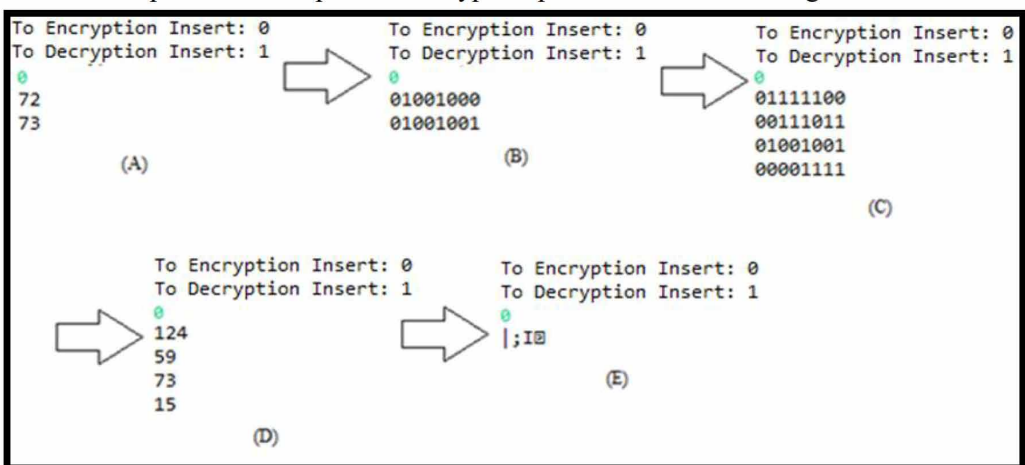 To Encryption Insert: 0
To Decryption Insert: 1
0
72
73
(A)
To Encryption Insert: 0
To Decryption Insert: 1
0
01001000
01001001
(B)
To Encryption Insert: 0
To Decryption Insert: 1
0
01111100
00111011
01001001
00001111
(C)
To Encryption Insert: 0
To Decryption Insert: 1
0
124
59
73
15
(D)
To Encryption Insert: 0
To Decryption Insert: 1
0
|;I
(E)